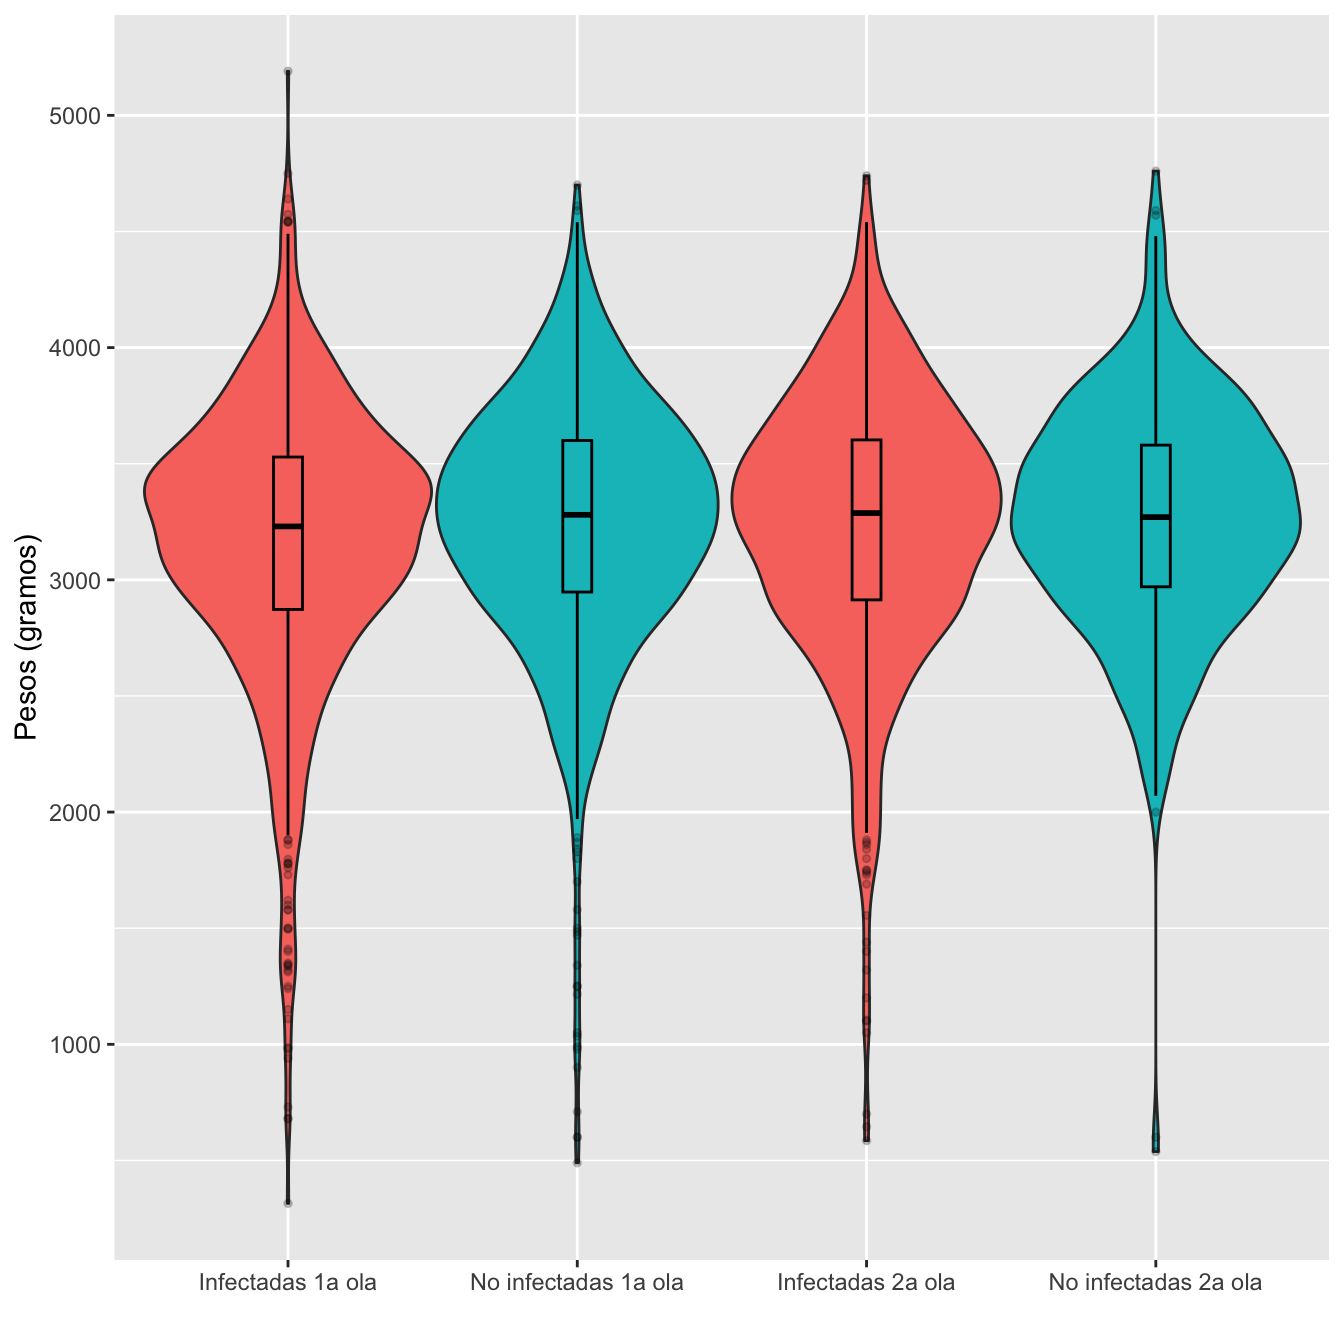 Pesos (gramos)
5000
4000
3000
2000
1000
Infectadas 1a ola
No infectadas 1a ola
Infectadas 2a ola
No infectadas 2a ola